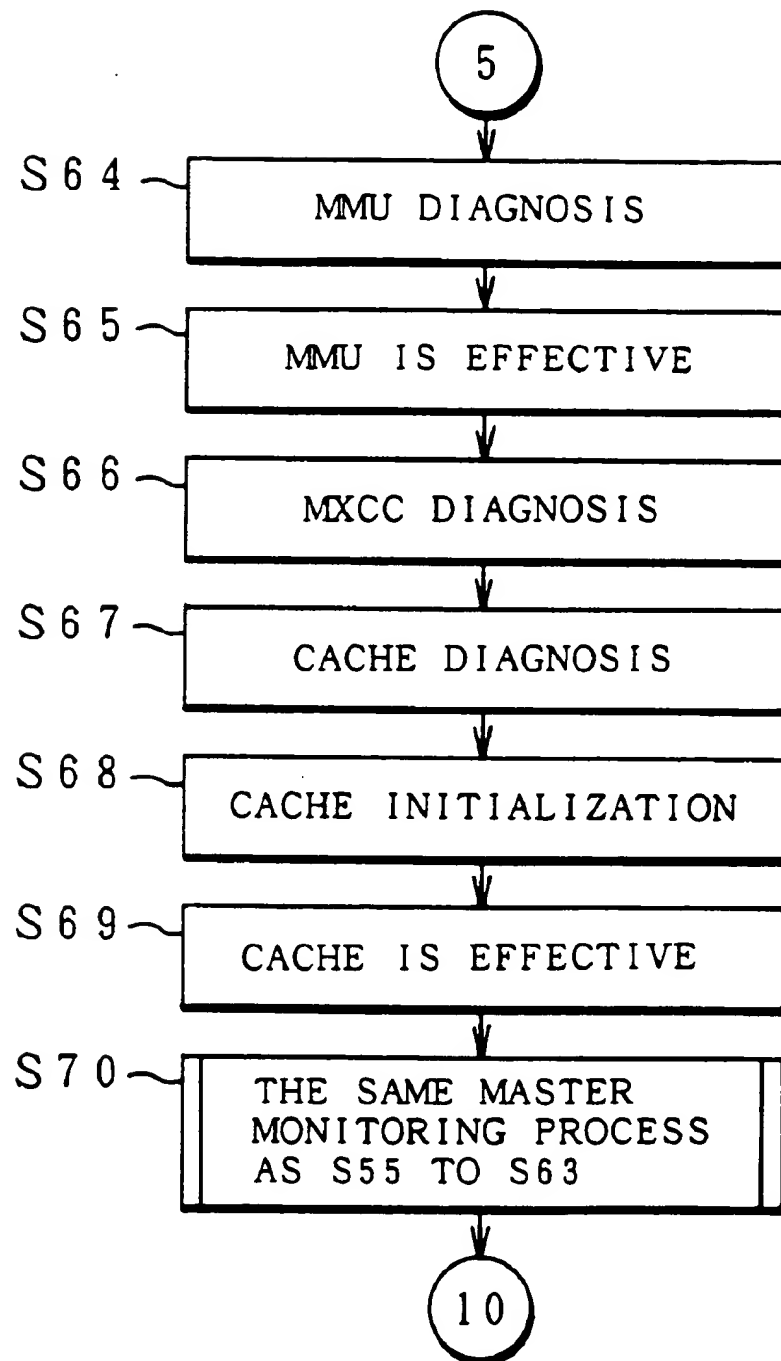 5
S64
MMU DIAGNOSIS
S65
MMU IS EFFECTIVE
S66
MXCC DIAGNOSIS
S67
CACHE DIAGNOSIS
S68
CACHE INITIALIZATION
S69
CACHE IS EFFECTIVE
S70
THE SAME MASTER
MONITORING PROCESS
AS S55 TO S63
10